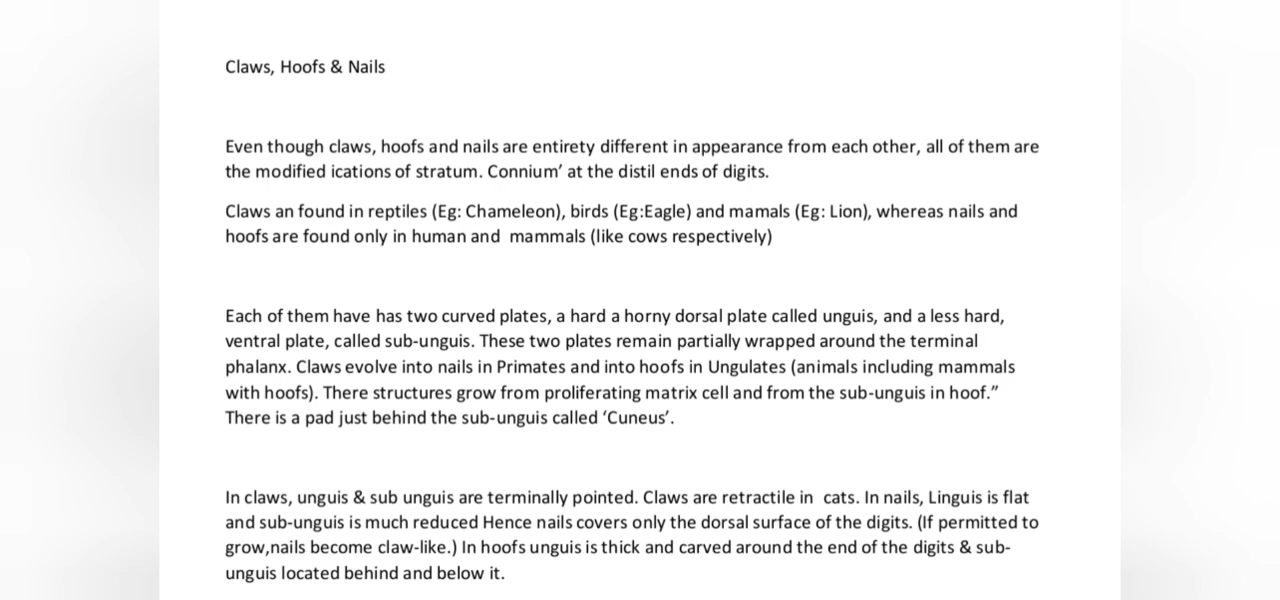 Claws, Hoofs & Nails
Even though claws, hoofs and nails are entirety different in appearance from each other, all of them are
the modified ications of stratum. Connium’ at the distil ends of digits.
Claws an found in reptiles (Eg: Chameleon), birds (Eg:Eagle) and mamals (Eg: Lion), whereas nails and
hoofs are found only in human and  mammals (like cows respectively)
Each of them have has two curved plates, a hard a horny dorsal plate called unguis, and a less hard,
ventral plate, called sub-unguis. These two plates remain partially wrapped around the terminal
phalanx. Claws evolve into nails in Primates and into hoofs in Ungulates (animals including mammals
with hoofs). There structures grow from proliferating matrix cell and from the sub-unguis in hoof.”
There is a pad just behind the sub-unguis called ‘Cuneus’.
In claws, unguis & sub unguis are terminally pointed. Claws are retractile in  cats. In nails, Linguis is flat
and sub-unguis is much reduced Hence nails covers only the dorsal surface of the digits. (If permitted to
grow,nails become claw-like.) In hoofs unguis is thick and carved around the end of the digits & sub-
unguis located behind and below it.